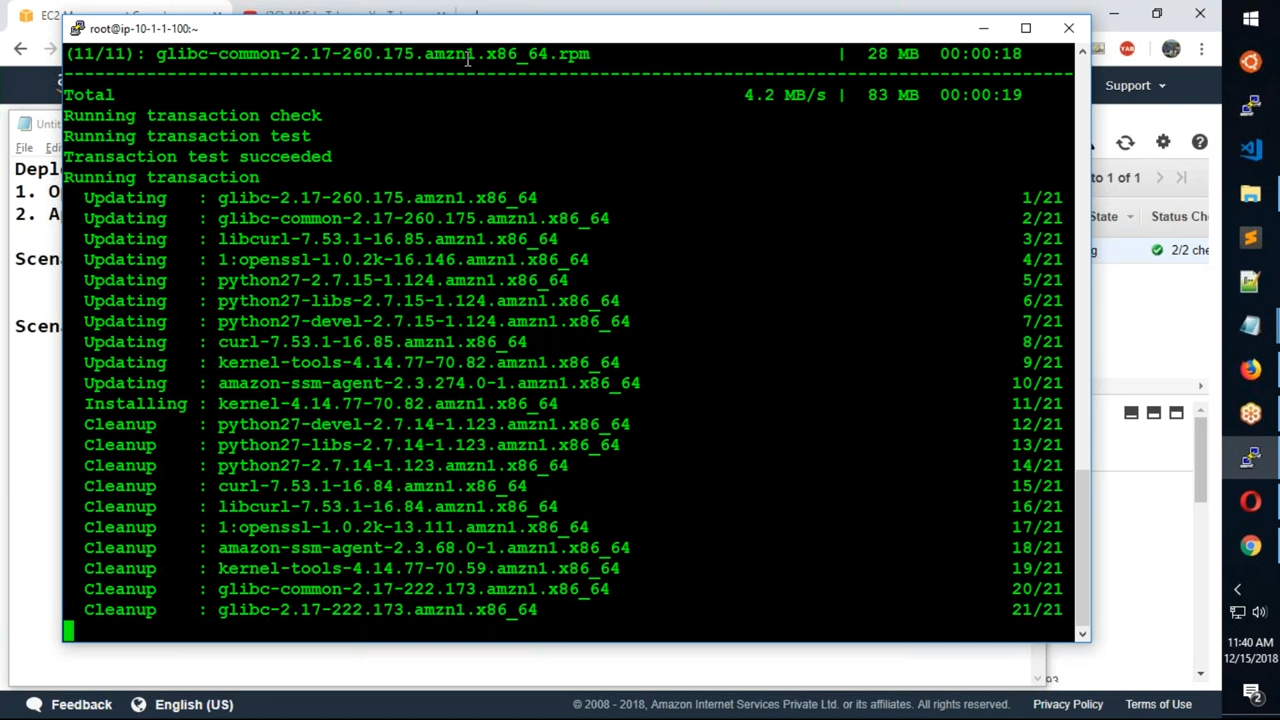 EC2
root@ip-10-1-1-100:~
(11/11): glibc-common-2.17-260.175.amzn1.x86_64.rpm | 28 MB 00:00:18
--------------------------------------------------------------------------------
Total 4.2 MB/s | 83 MB 00:00:19
Running transaction check
Running transaction test
Transaction test succeeded
Running transaction
Updating : glibc-2.17-260.175.amzn1.x86_64 1/21
Updating : glibc-common-2.17-260.175.amzn1.x86_64 2/21
Updating : libcurl-7.53.1-16.85.amzn1.x86_64 3/21
Updating : 1:openssl-1.0.2k-16.146.amzn1.x86_64 4/21
Updating : python27-2.7.15-1.124.amzn1.x86_64 5/21
Updating : python27-libs-2.7.15-1.124.amzn1.x86_64 6/21
Updating : python27-devel-2.7.15-1.124.amzn1.x86_64 7/21
Updating : curl-7.53.1-16.85.amzn1.x86_64 8/21
Updating : kernel-tools-4.14.77-70.82.amzn1.x86_64 9/21
Updating : amazon-ssm-agent-2.3.274.0-1.amzn1.x86_64 10/21
Installing : kernel-4.14.77-70.82.amzn1.x86_64 11/21
Cleanup : python27-devel-2.7.14-1.123.amzn1.x86_64 12/21
Cleanup : python27-libs-2.7.14-1.123.amzn1.x86_64 13/21
Cleanup : python27-2.7.14-1.123.amzn1.x86_64 14/21
Cleanup : curl-7.53.1-16.84.amzn1.x86_64 15/21
Cleanup : libcurl-7.53.1-16.84.amzn1.x86_64 16/21
Cleanup : 1:openssl-1.0.2k-13.111.amzn1.x86_64 17/21
Cleanup : amazon-ssm-agent-2.3.68.0-1.amzn1.x86_64 18/21
Cleanup : kernel-tools-4.14.77-70.59.amzn1.x86_64 19/21
Cleanup : glibc-common-2.17-222.173.amzn1.x86_64 20/21
Cleanup : glibc-2.17-222.173.amzn1.x86_64 21/21
Support
to 1 of 1
State Status Che
2/2 che
File
1.
2.
YAB
11:40 AM
12/15/2018
2
Feedback English (US)
© 2008 - 2018, Amazon Internet Services Private Ltd. or its affiliates. All rights reserved. Privacy Policy Terms of Use